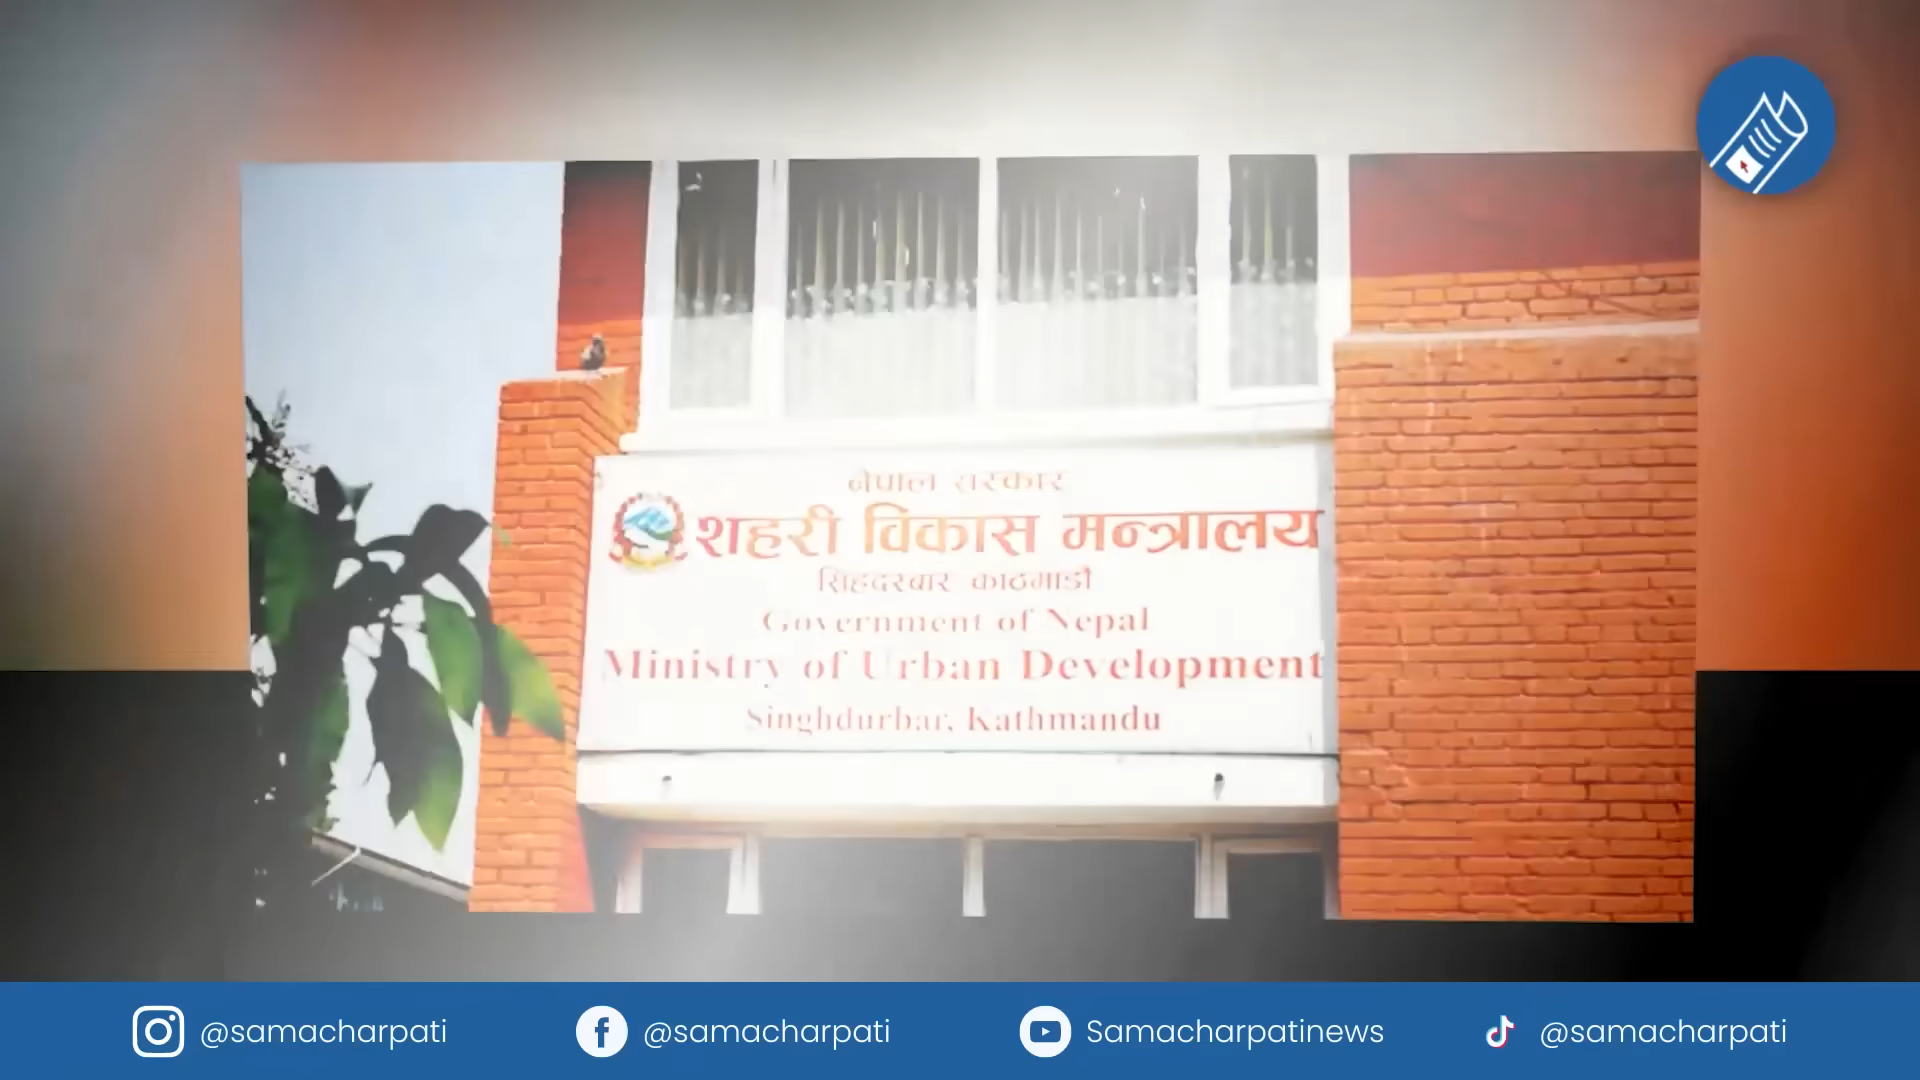 नेपाल सरकार
शहरी विकास मन्त्रालय
सिंहदरबार काठमाडौं
Government of Nepal
Ministry of Urban Development
Singhdurbar, Kathmandu
@samacharpati
@samacharpati
Samacharpatinews
@samacharpati